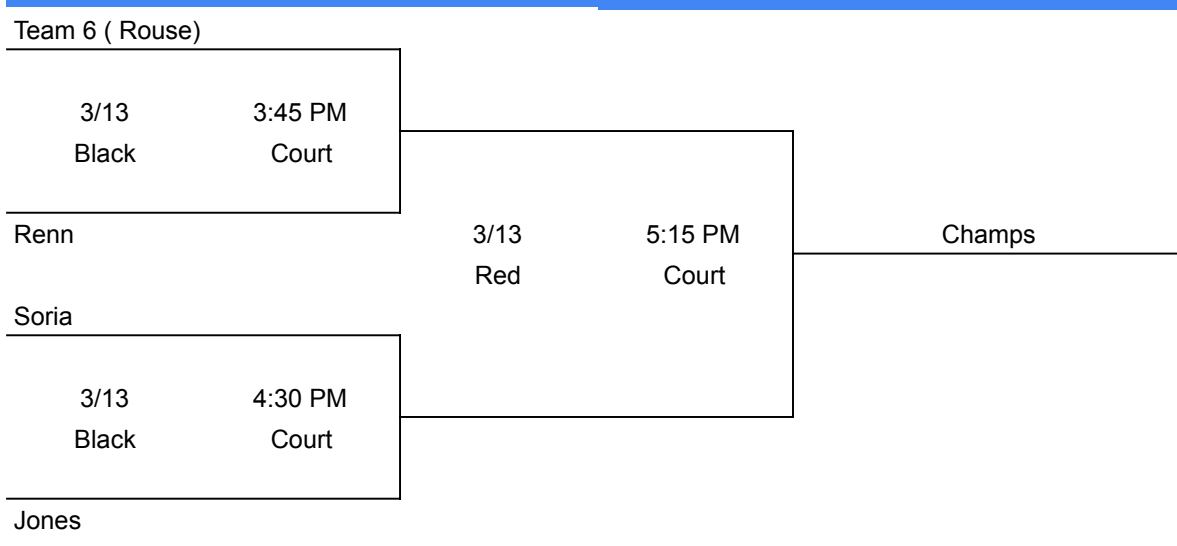 Team 6 ( Rouse)
3/13 3:45 PM
Black Court
Renn
3/13 5:15 PM
Red Court
Champs
Soria
3/13 4:30 PM
Black Court
Jones